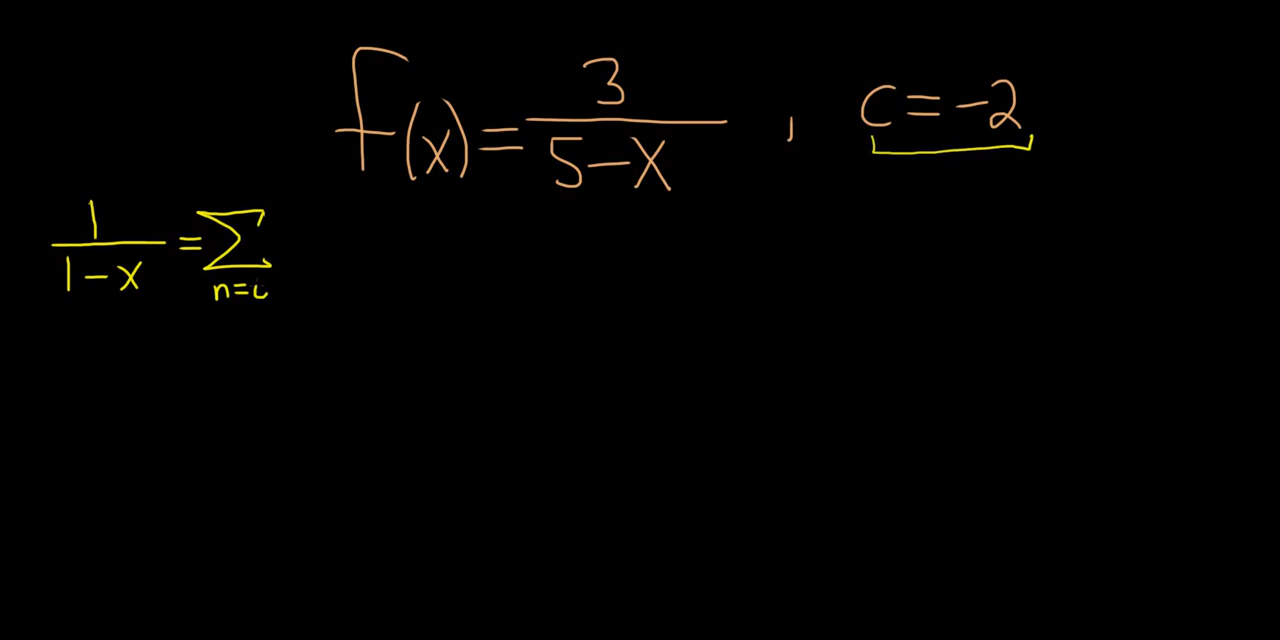 f(x) = 3/(5-x) , c = -2
1/(1-x) = Σ n=